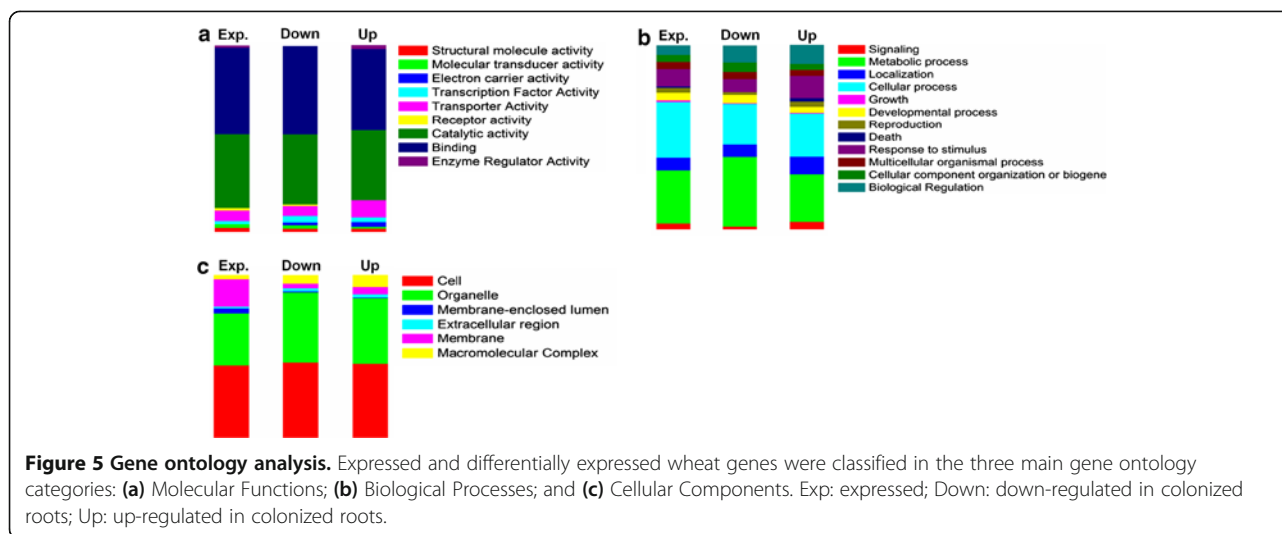 a Exp. Down Up
Structural molecule activity
Molecular transducer activity
Electron carrier activity
Transcription Factor Activity
Transporter Activity
Receptor activity
Catalytic activity
Binding
Enzyme Regulator Activity
b Exp. Down Up
Signaling
Metabolic process
Localization
Cellular process
Growth
Developmental process
Reproduction
Death
Response to stimulus
Multicellular organismal process
Cellular component organization or biogene
Biological Regulation
c Exp. Down Up
Cell
Organelle
Membrane-enclosed lumen
Extracellular region
Membrane
Macromolecular Complex
Figure 5 Gene ontology analysis. Expressed and differentially expressed wheat genes were classified in the three main gene ontology
categories: (a) Molecular Functions; (b) Biological Processes; and (c) Cellular Components. Exp: expressed; Down: down-regulated in colonized
roots; Up: up-regulated in colonized roots.